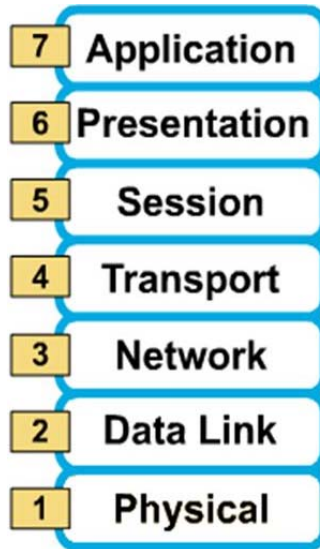 7 Application
6 Presentation
5 Session
4 Transport
3 Network
2 Data Link
1 Physical